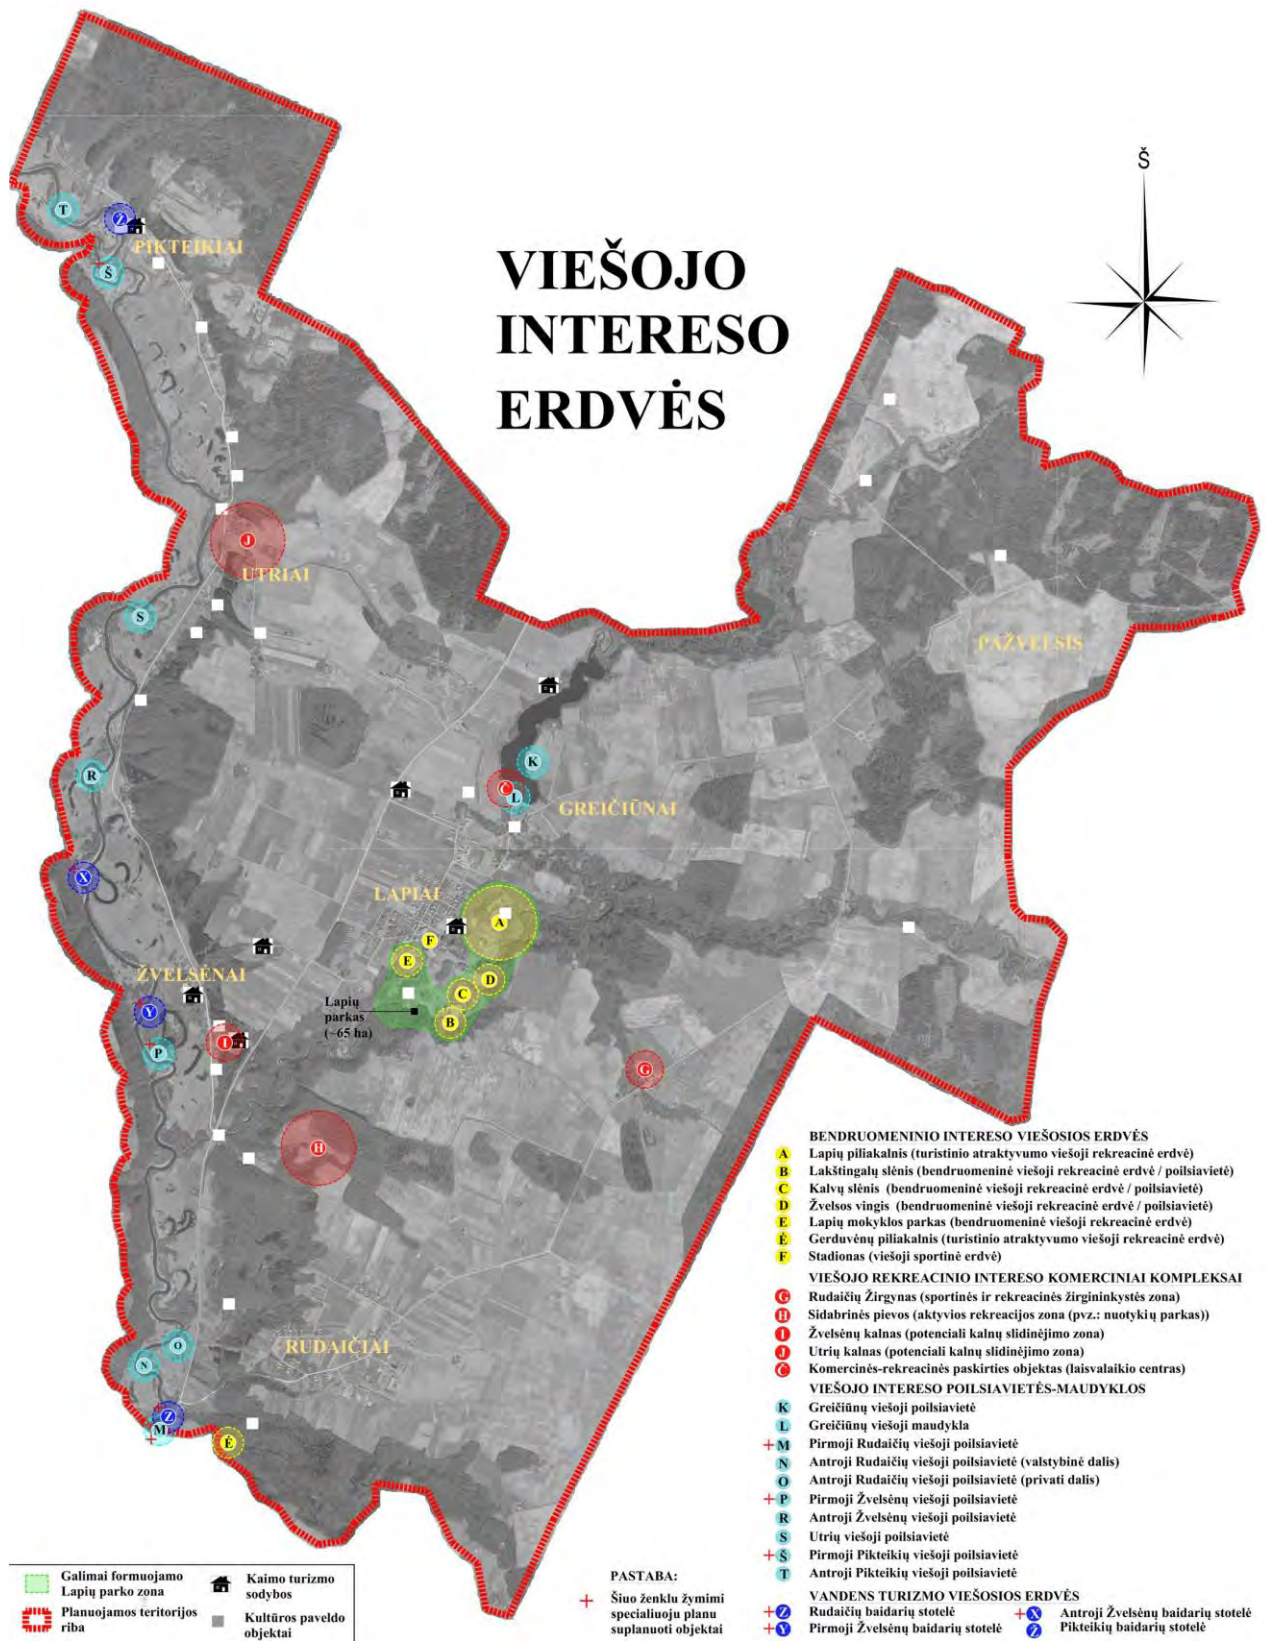 Š
VIEŠOJO
INTERESO
ERDVĖS
T
Ž
PIKTEIKIAI
Š
J
UTRIAI
S
PAŽVELSIS
K
R
Č
L
GREIČIŪNAI
X
LAPIAI
A
F
E
ŽVELSĖNAI
D
C
Lapių
parkas
(~65 ha)
Y
B
P
I
G
H
O
RUDAIČIAI
N
Z
M
Ė
BENDRUOMENINIO INTERESO VIEŠOSIOS ERDVĖS
A Lapių piliakalnis (turistinio atraktyvumo viešoji rekreacinė erdvė)
B Lakštingalų slėnis (bendruomeninė viešoji rekreacinė erdvė / poilsiavietė)
C Kalvų slėnis (bendruomeninė viešoji rekreacinė erdvė / poilsiavietė)
D Žvelsos vingis (bendruomeninė viešoji rekreacinė erdvė / poilsiavietė)
E Lapių mokyklos parkas (bendruomeninė viešoji rekreacinė erdvė)
Ė Gerduvėnų piliakalnis (turistinio atraktyvumo viešoji rekreacinė erdvė)
F Stadionas (viešoji sportinė erdvė)
VIEŠOJO REKREACINIO INTERESO KOMERCINIAI KOMPLEKSAI
G Rudaičių Žirgynas (sportinės ir rekreacinės žirgininkystės zona)
H Sidabrinės pievos (aktyvios rekreacijos zona (pvz.: nuotykių parkas))
I Žvelsėnų kalnas (potenciali kalnų slidinėjimo zona)
J Utrių kalnas (potenciali kalnų slidinėjimo zona)
Č Komercinės-rekreacinės paskirties objektas (laisvalaikio centras)
VIEŠOJO INTERESO POILSIAVIETĖS-MAUDYKLOS
K Greičiūnų viešoji poilsiavietė
L Greičiūnų viešoji maudykla
+ M Pirmoji Rudaičių viešoji poilsiavietė
N Antroji Rudaičių viešoji poilsiavietė (valstybinė dalis)
O Antroji Rudaičių viešoji poilsiavietė (privati dalis)
+ P Pirmoji Žvelsėnų viešoji poilsiavietė
R Antroji Žvelsėnų viešoji poilsiavietė
S Utrių viešoji poilsiavietė
+ Š Pirmoji Pikteikių viešoji poilsiavietė
T Antroji Pikteikių viešoji poilsiavietė
VANDENS TURIZMO VIEŠOSIOS ERDVĖS
+ Z Rudaičių baidarių stotelė
+ Y Pirmoji Žvelsėnų baidarių stotelė
+ X Antroji Žvelsėnų baidarių stotelė
Ž Pikteikių baidarių stotelė
PASTABA:
+ Šiuo ženklu žymimi
specialiuoju planu
suplanuoti objektai
Galimai formuojamo
Lapių parko zona
Planuojamos teritorijos
riba
Kaimo turizmo
sodybos
Kultūros paveldo
objektai